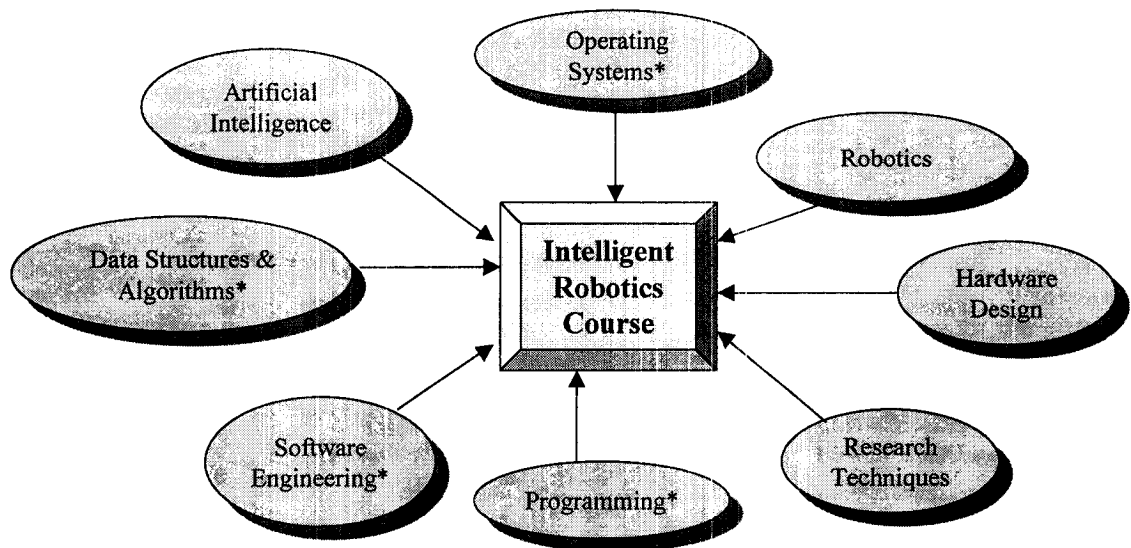 Operating
Systems*
Artificial
Intelligence
Robotics
Data Structures &
Algorithms*
Intelligent
Robotics
Course
Hardware
Design
Software
Engineering*
Programming*
Research
Techniques